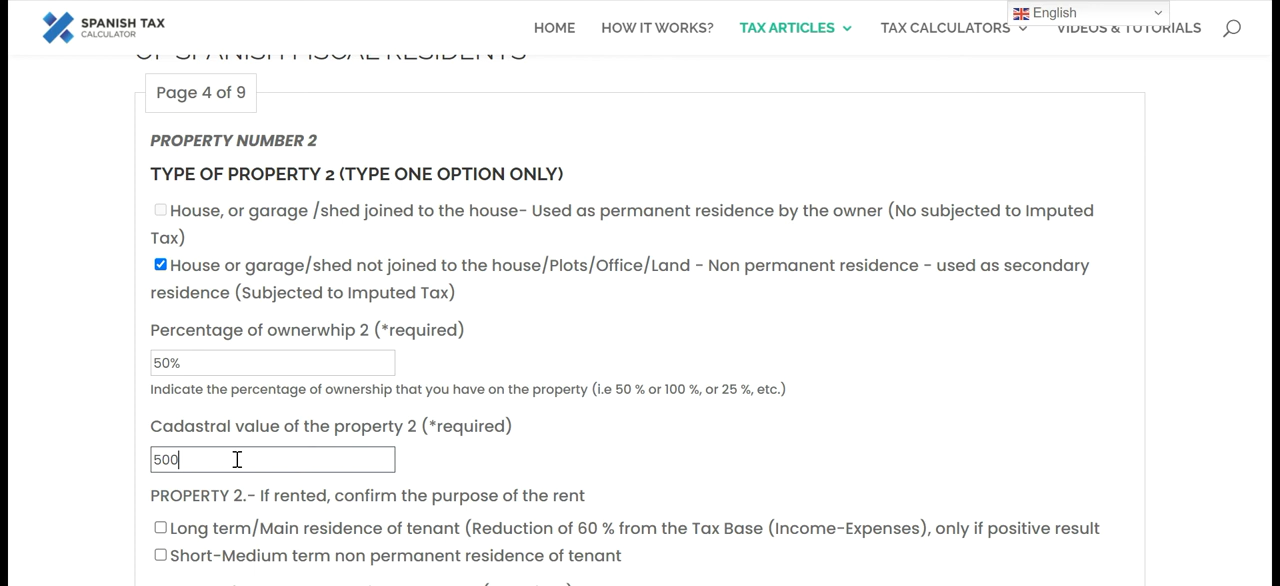 SPANISH TAX
CALCULATOR
HOME
HOW IT WORKS?
TAX ARTICLES
TAX CALCULATORS
VIDEOS & TUTORIALS
English
OF SPANISH FISCAL RESIDENTS
Page 4 of 9
PROPERTY NUMBER 2
TYPE OF PROPERTY 2 (TYPE ONE OPTION ONLY)
House, or garage /shed joined to the house- Used as permanent residence by the owner (No subjected to Imputed
Tax)
House or garage/shed not joined to the house/Plots/Office/Land - Non permanent residence - used as secondary
residence (Subjected to Imputed Tax)
Percentage of ownerwhip 2 (*required)
50%
Indicate the percentage of ownership that you have on the property (i.e 50 % or 100 %, or 25 %, etc.)
Cadastral value of the property 2 (*required)
500
PROPERTY 2.- If rented, confirm the purpose of the rent
Long term/Main residence of tenant (Reduction of 60 % from the Tax Base (Income-Expenses), only if positive result
Short-Medium term non permanent residence of tenant